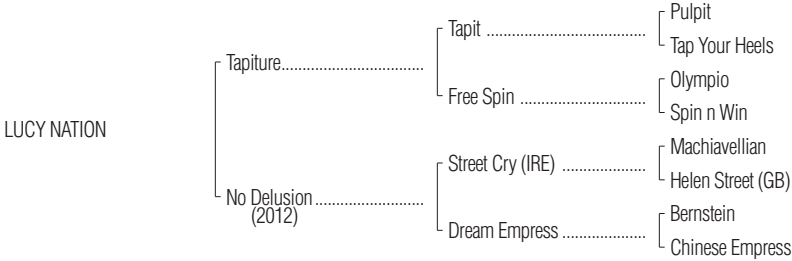 Pulpit
Tapit ......................................
Tap Your Heels
Tapiture..................................
Olympio
Free Spin ..............................
Spin n Win
LUCY NATION
Machiavellian
Street Cry (IRE) ....................
Helen Street (GB)
No Delusion ..........................
(2012)
Bernstein
Dream Empress ....................
Chinese Empress